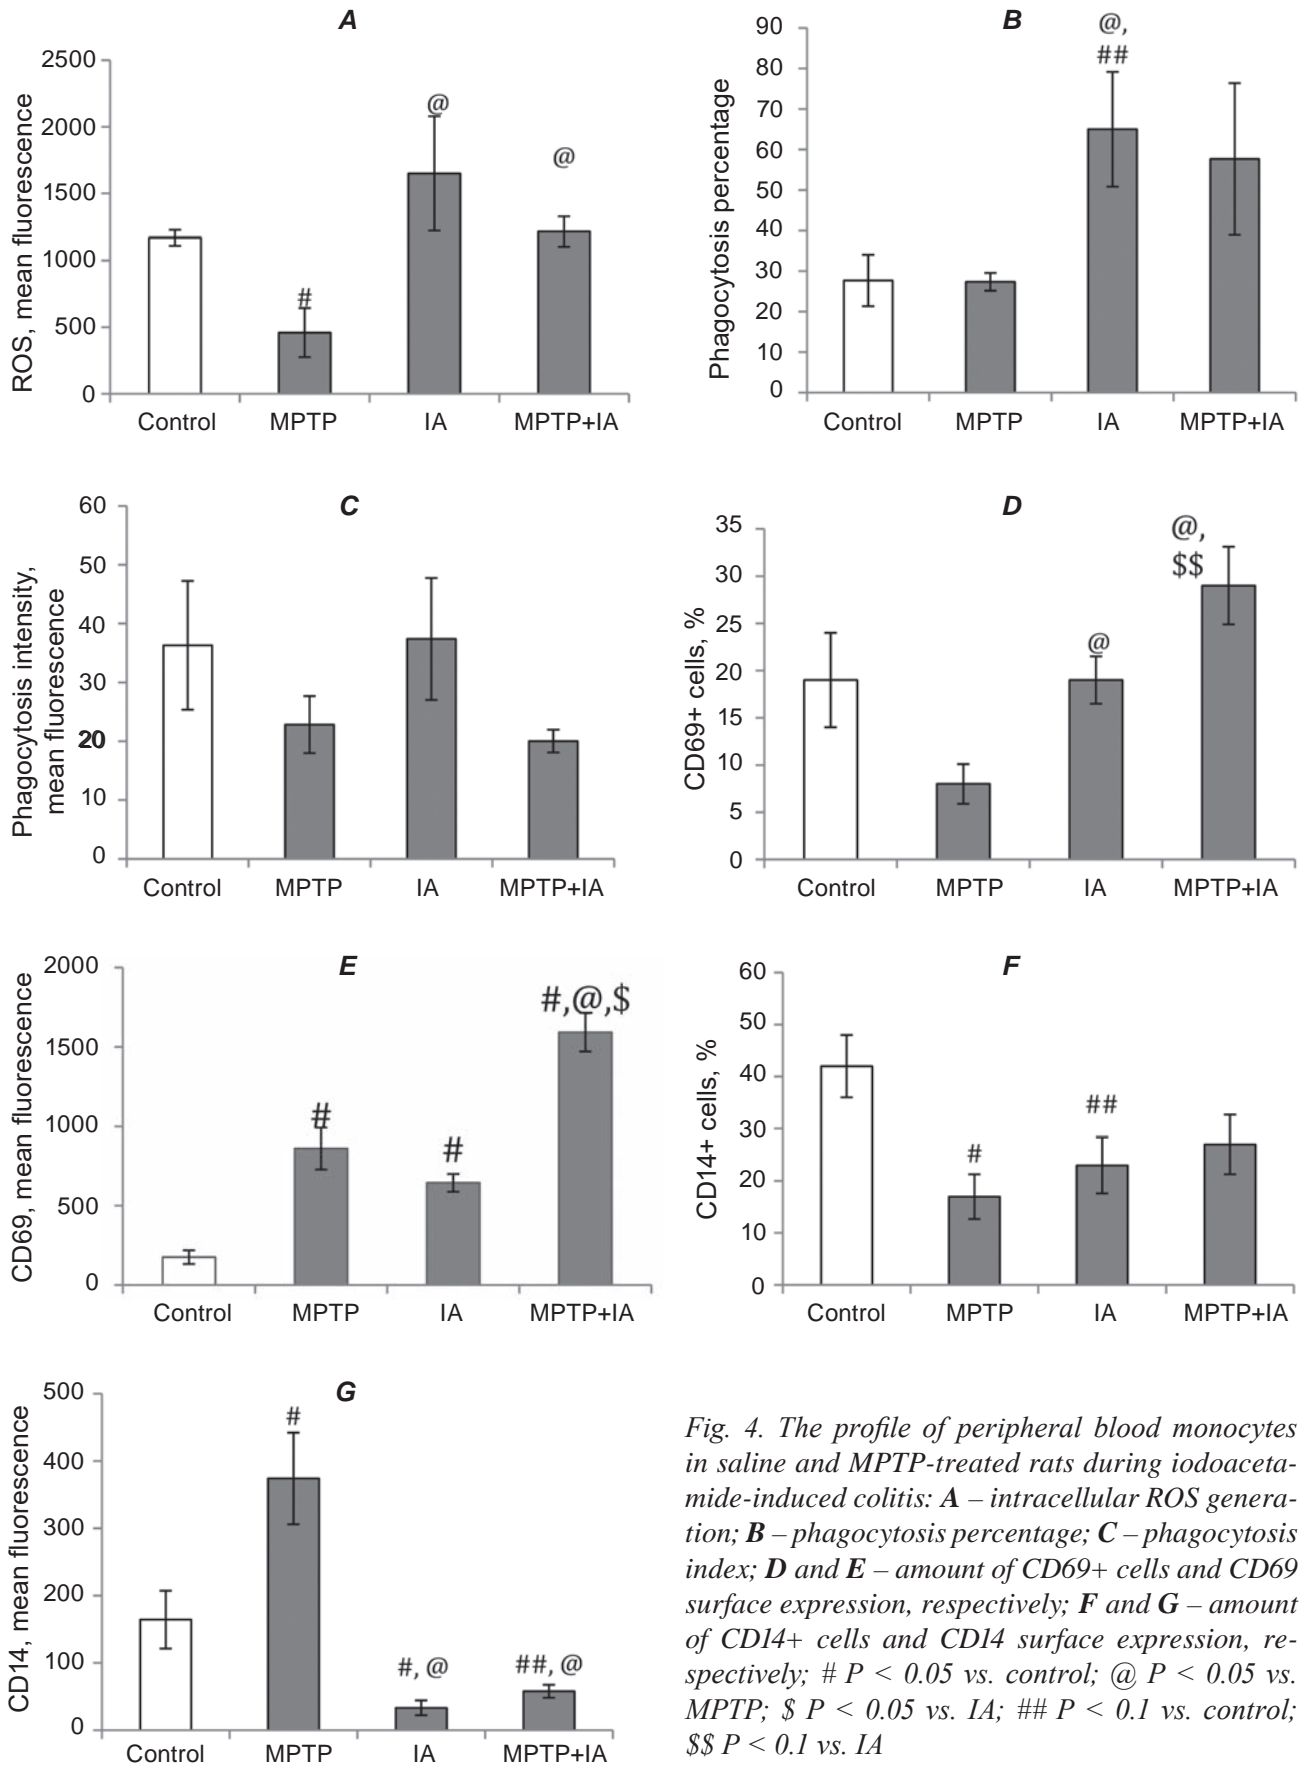 A
ROS, mean fluorescence
2500
2000
1500
1000
500
0
@
@
#
Control MPTP IA MPTP+IA
B
Phagocytosis percentage
90
80
70
60
50
40
30
20
10
0
@,
##
Control MPTP IA MPTP+IA
C
Phagocytosis intensity,
mean fluorescence
60
50
40
30
20
10
0
Control MPTP IA MPTP+IA
D
CD69+ cells, %
35
30
25
20
15
10
5
0
@,
$$
@
Control MPTP IA MPTP+IA
E
CD69, mean fluorescence
2000
1500
1000
500
0
#,@,$
#
#
Control MPTP IA MPTP+IA
F
CD14+ cells, %
60
50
40
30
20
10
0
##
#
Control MPTP IA MPTP+IA
G
CD14, mean fluorescence
500
400
300
200
100
0
#
#, @
##, @
Control MPTP IA MPTP+IA
Fig. 4. The profile of peripheral blood monocytes
in saline and MPTP-treated rats during iodoaceta-
mide-induced colitis: A – intracellular ROS genera-
tion; B – phagocytosis percentage; C – phagocytosis
index; D and E – amount of CD69+ cells and CD69
surface expression, respectively; F and G – amount
of CD14+ cells and CD14 surface expression, re-
spectively; # P < 0.05 vs. control; @ P < 0.05 vs.
MPTP; $ P < 0.05 vs. IA; ## P < 0.1 vs. control;
$$ P < 0.1 vs. IA